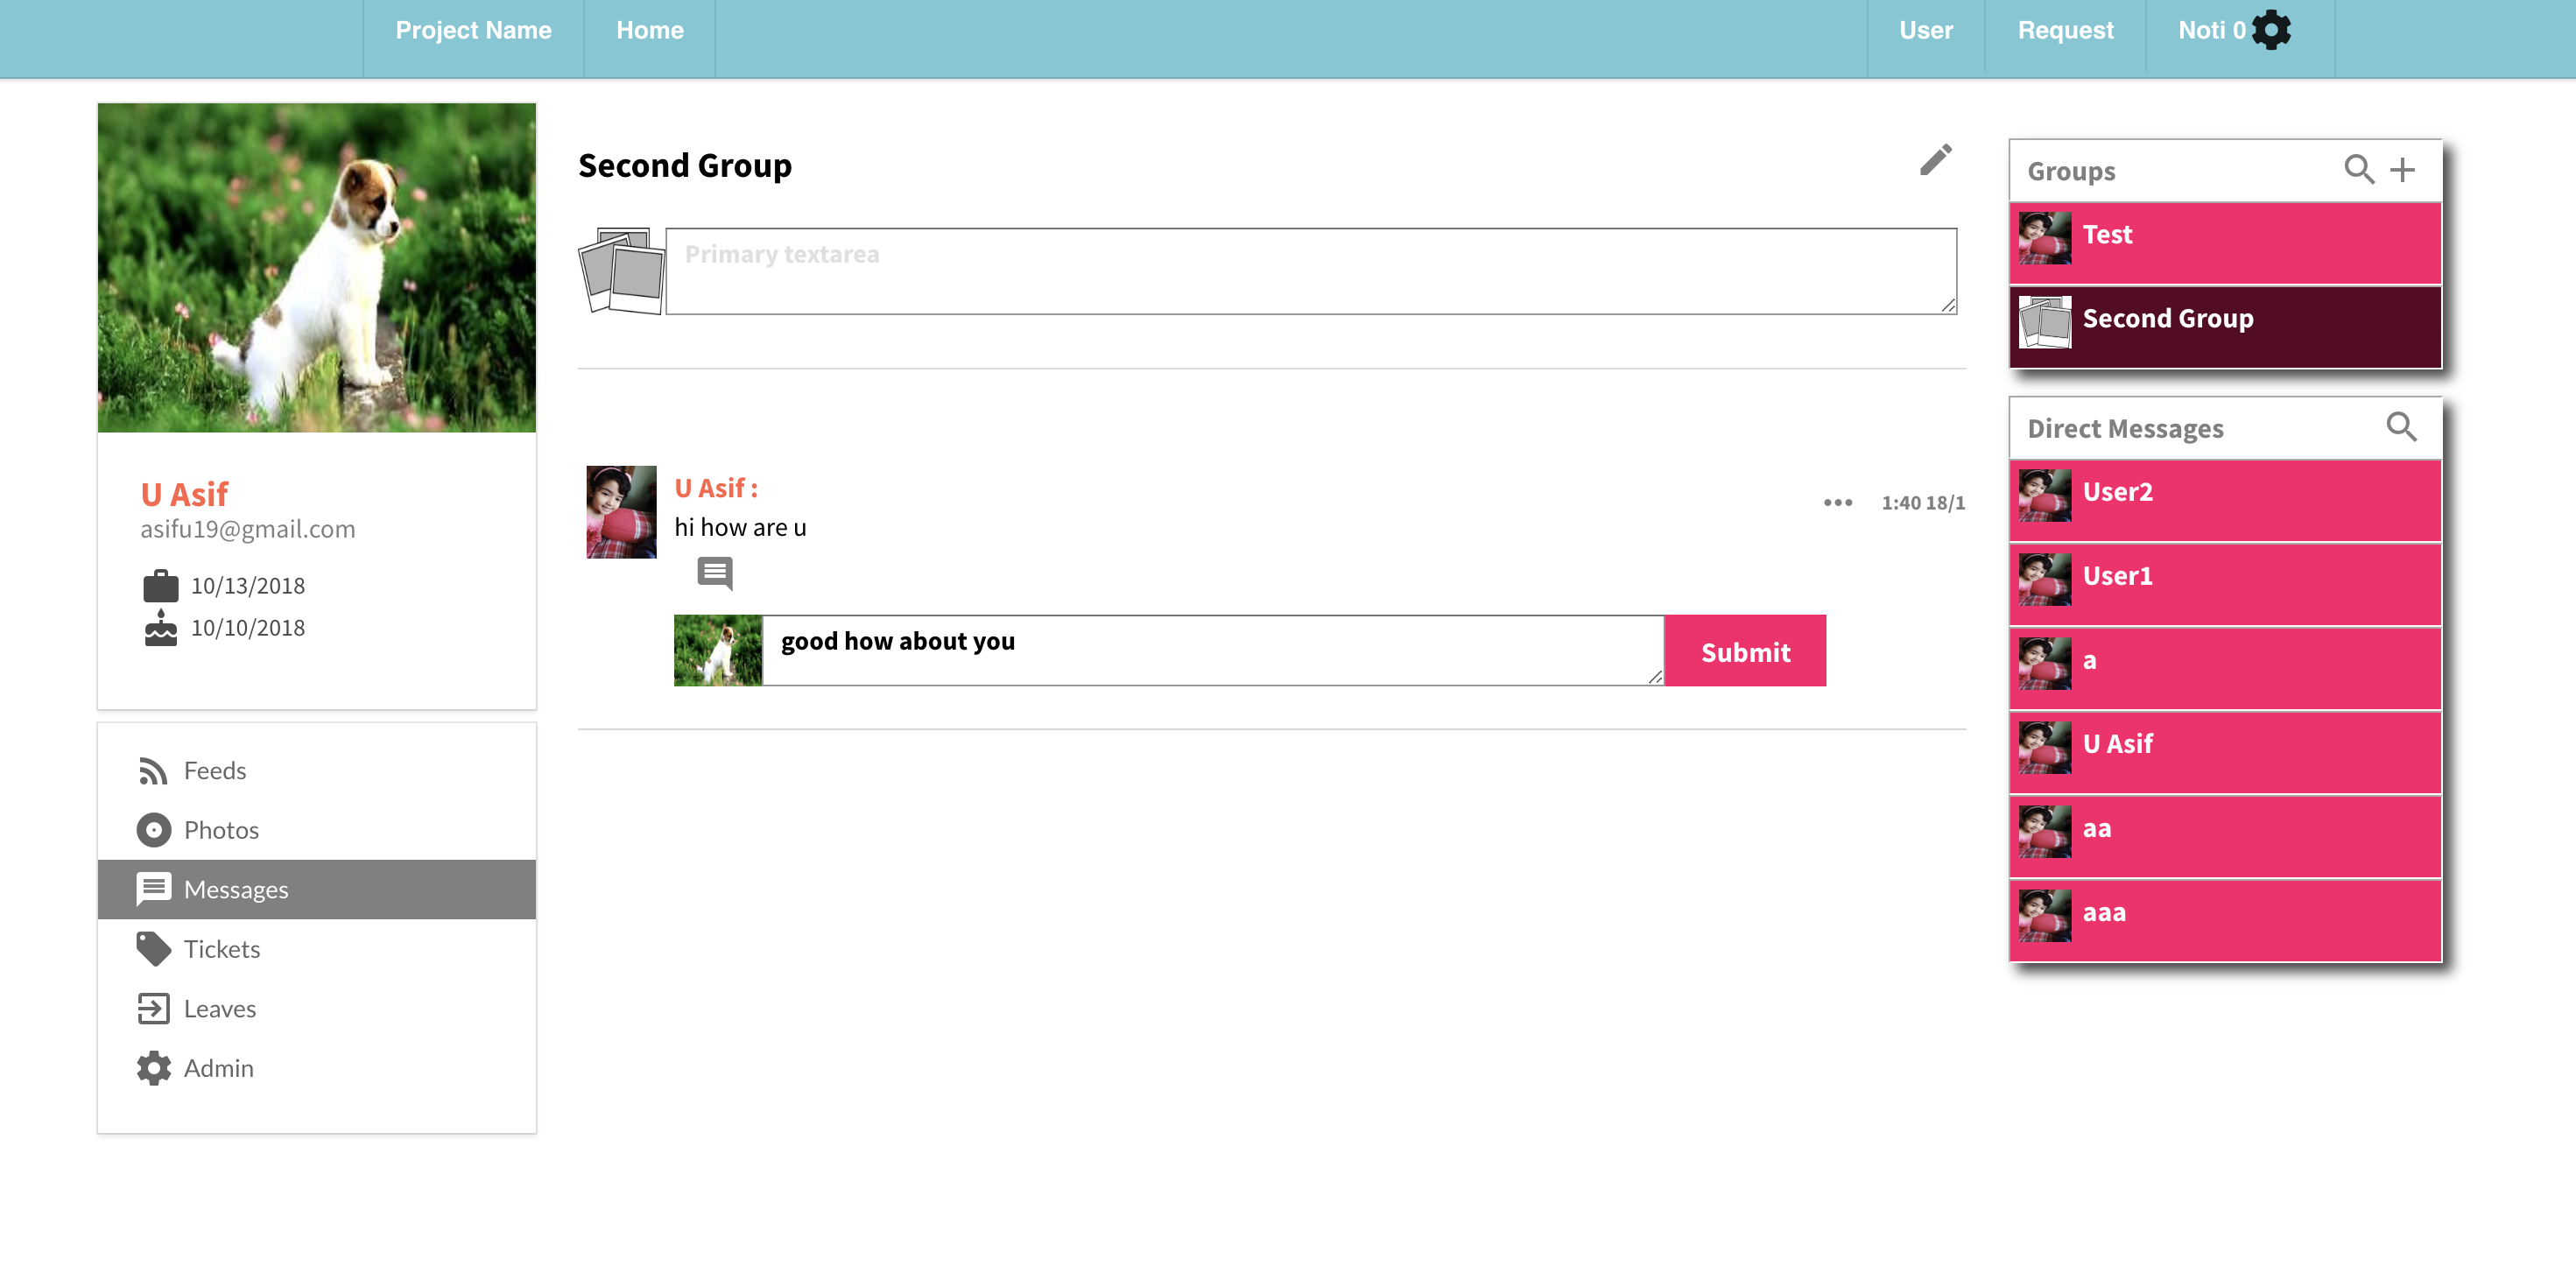 Project Name
Home
User
Request
Noti 0
U Asif
asifu19@gmail.com
10/13/2018
10/10/2018
Feeds
Photos
Messages
Tickets
Leaves
Admin
Second Group
Primary textarea
U Asif :
hi how are u
1:40 18/1
good how about you
Submit
Groups
Test
Second Group
Direct Messages
User2
User1
a
U Asif
aa
aaa